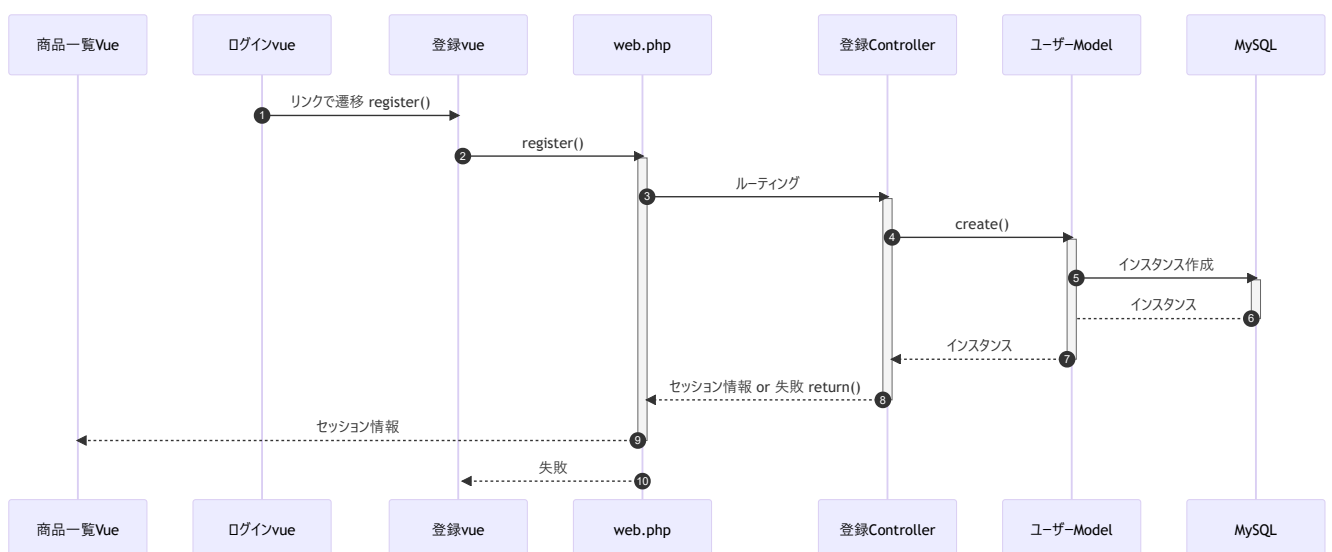 商品一覧Vue
ログインvue
登録vue
web.php
登録Controller
ユーザーModel
MySQL
リンクで遷移 register()
1
register()
2
ルーティング
3
create()
4
インスタンス作成
5
インスタンス
6
インスタンス
7
セッション情報 or 失敗 return()
8
セッション情報
9
失敗
10
商品一覧Vue
ログインvue
登録vue
web.php
登録Controller
ユーザーModel
MySQL